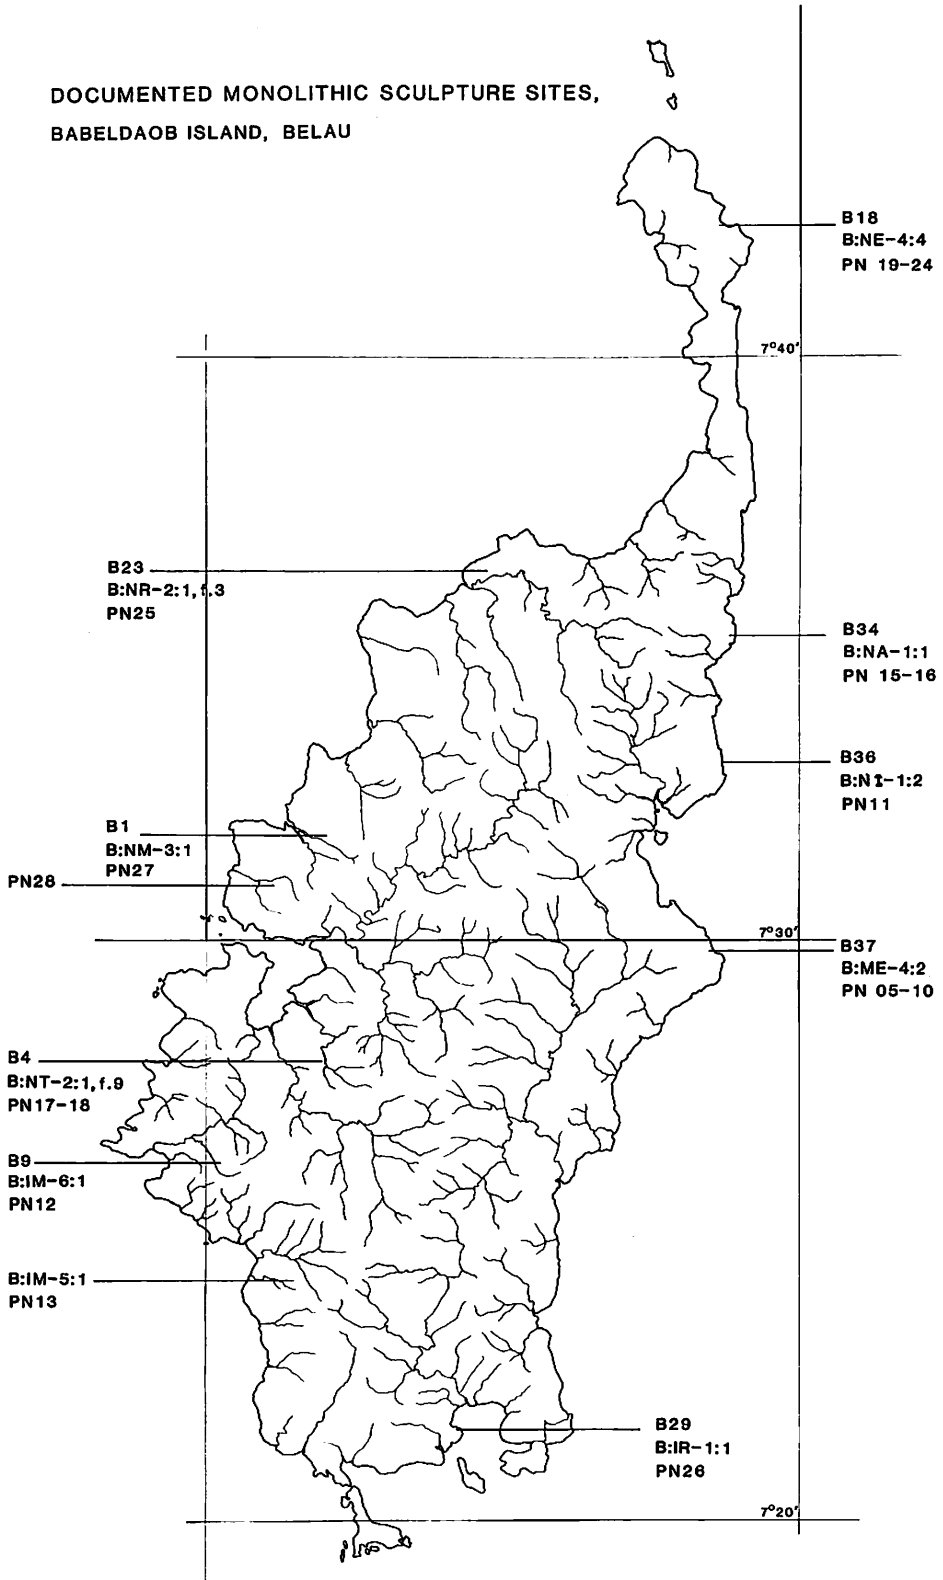 DOCUMENTED MONOLITHIC SCULPTURE SITES,
BABELDAOB ISLAND, BELAU
B18
B:NE-4:4
PN 19-24
7°40'
B23
B:NR-2:1,f.3
PN25
B34
B:NA-1:1
PN 15-16
B36
B:NI-1:2
PN11
B1
B:NM-3:1
PN27
PN28
7°30'
B37
B:ME-4:2
PN 05-10
B4
B:NT-2:1,f.9
PN17-18
B9
B:IM-6:1
PN12
B:IM-5:1
PN13
B29
B:IR-1:1
PN26
7°20'